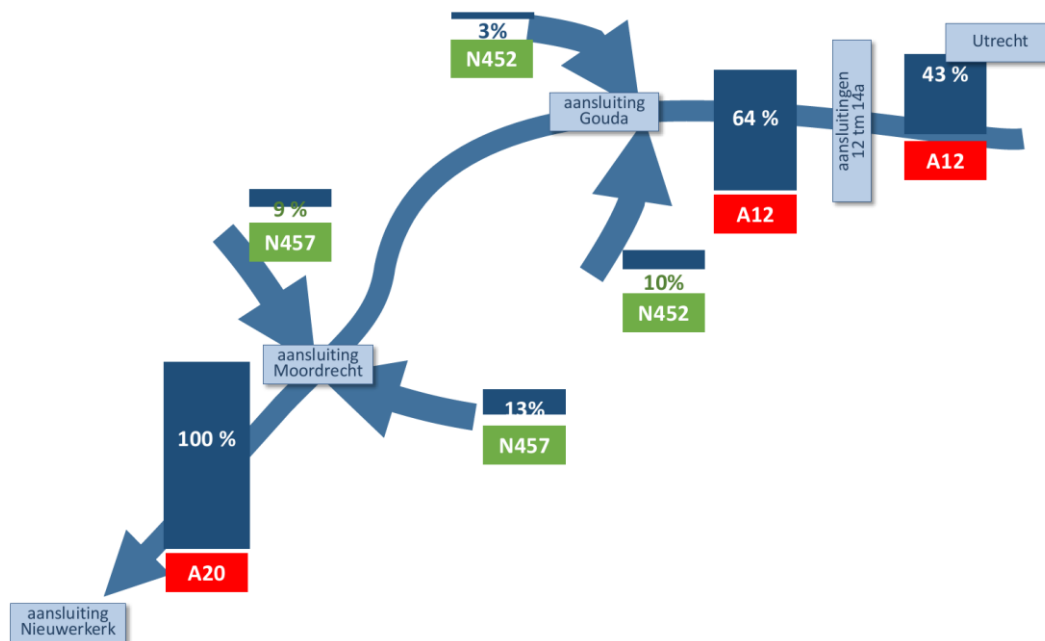 3%
N452
Utrecht
43 %
A12
aansluitingen
12 tm 14a
64 %
A12
aansluiting
Gouda
9 %
N457
10%
N452
aansluiting
Moordrecht
13%
N457
100 %
A20
aansluiting
Nieuwerkerk